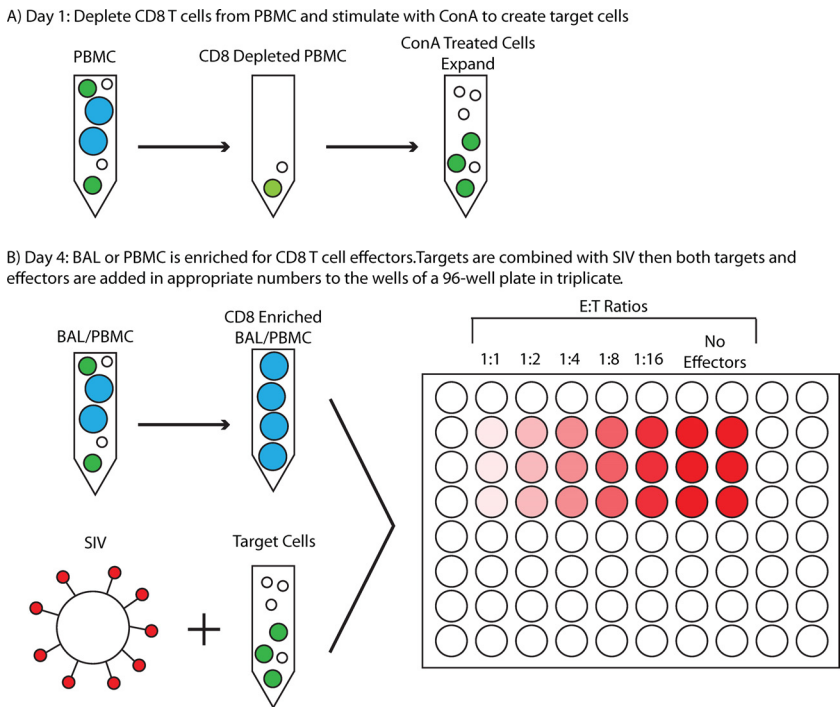 A) Day 1: Deplete CD8 T cells from PBMC and stimulate with ConA to create target cells
PBMC
CD8 Depleted PBMC
ConA Treated Cells
Expand
B) Day 4: BAL or PBMC is enriched for CD8 T cell effectors.Targets are combined with SIV then both targets and
effectors are added in appropriate numbers to the wells of a 96-well plate in triplicate.
BAL/PBMC
CD8 Enriched
BAL/PBMC
E:T Ratios
1:1 1:2 1:4 1:8 1:16 No
Effectors
SIV
Target Cells
+